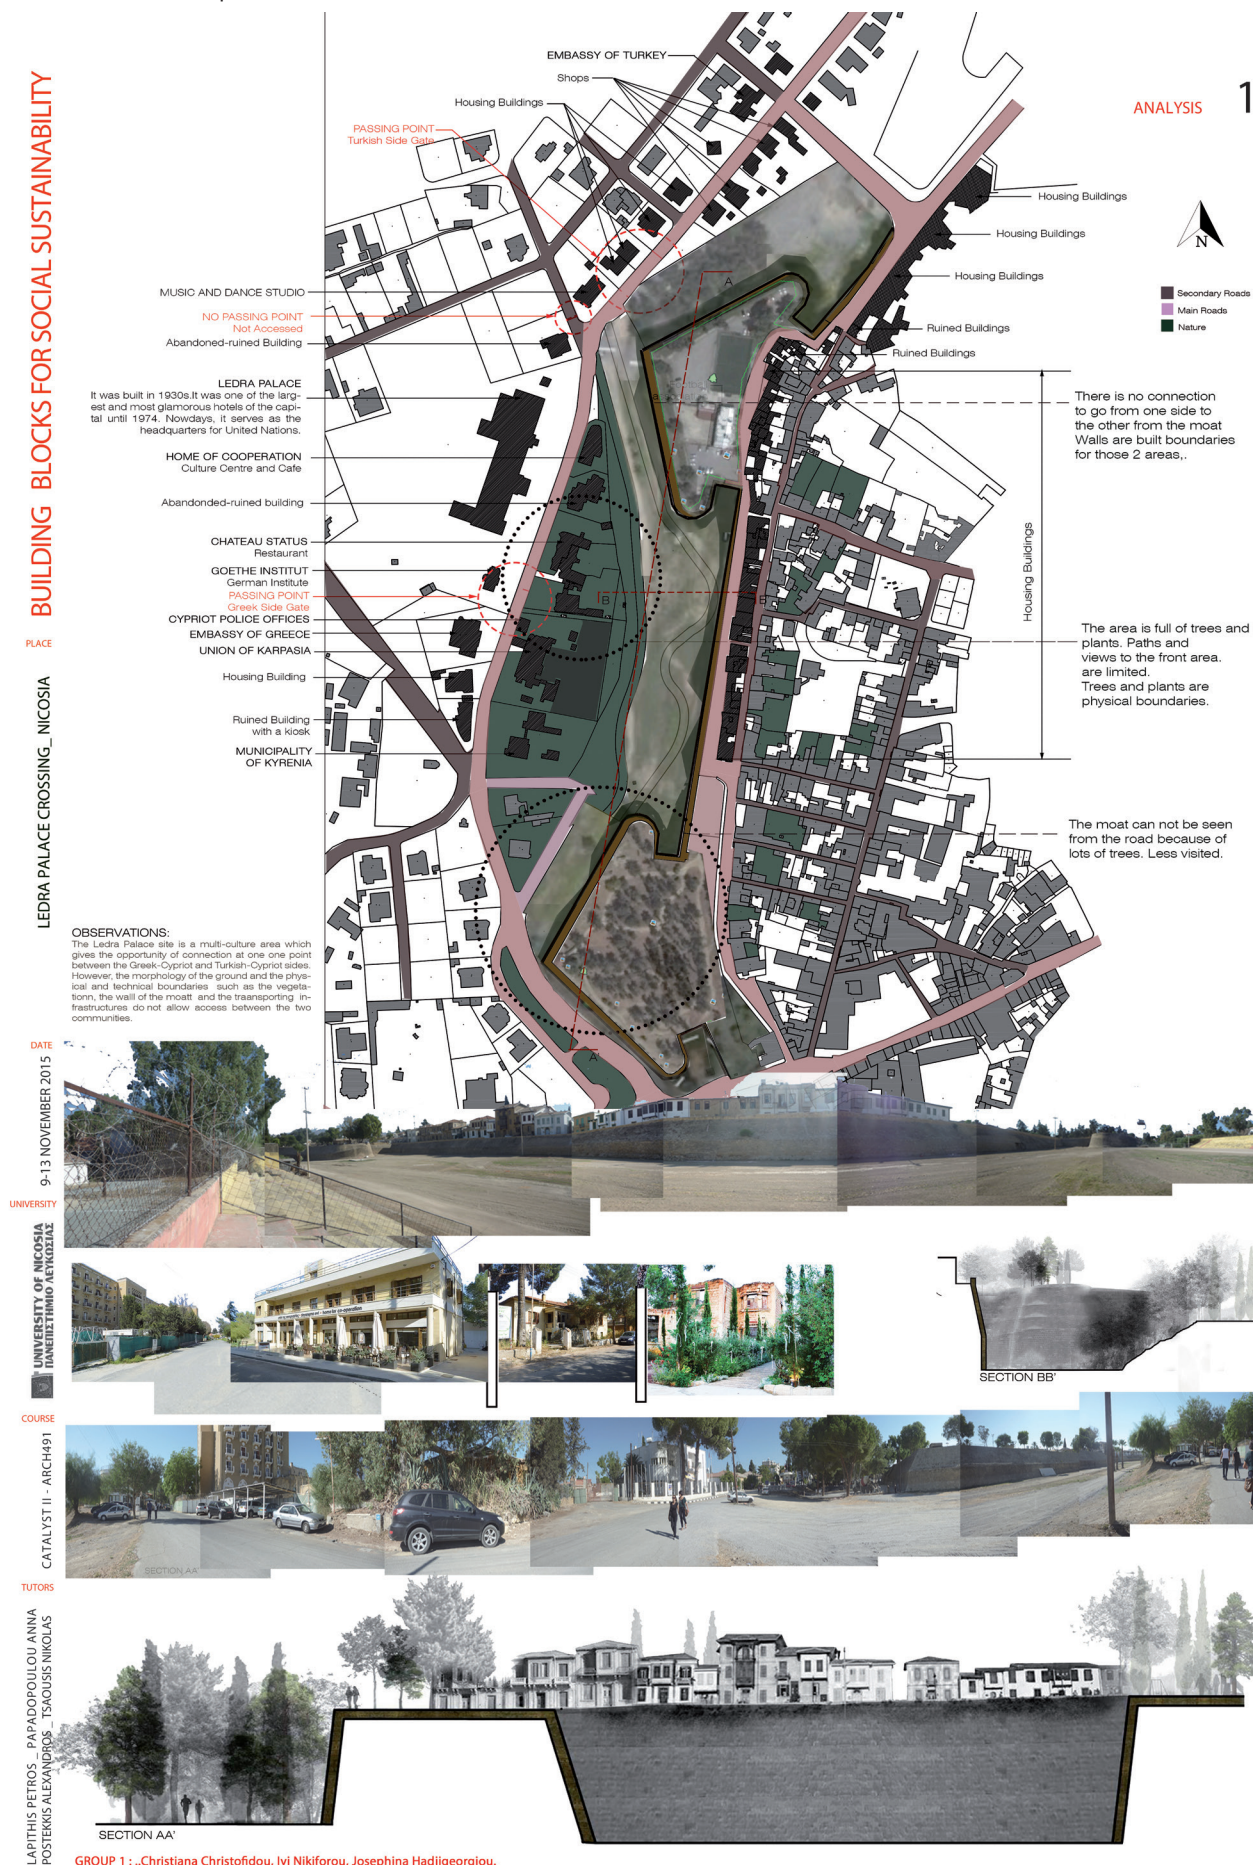 BUILDING BLOCKS FOR SOCIAL SUSTAINABILITY
PLACE
LEDRA PALACE CROSSING_ NICOSIA
DATE
9-13 NOVEMBER 2015
UNIVERSITY
UNIVERSITY OF NICOSIA
ΠΑΝΕΠΙΣΤΗΜΙΟ ΛΕΥΚΩΣΙΑΣ
COURSE
CATALYST II - ARCH491
TUTORS
LAPITHIS PETROS _ PAPADOPOULOU ANNA
POSTEKKIS ALEXANDROS _ TSAOUSIS NIKOLAS
ANALYSIS 1
EMBASSY OF TURKEY
Shops
Housing Buildings
PASSING POINT
Turkish Side Gate
MUSIC AND DANCE STUDIO
NO PASSING POINT
Not Accessed
Abandoned-ruined Building
LEDRA PALACE
It was built in 1930s.It was one of the larg-
est and most glamorous hotels of the capi-
tal until 1974. Nowdays, it serves as the
headquarters for United Nations.
HOME OF COOPERATION
Culture Centre and Cafe
Abandonded-ruined building
CHATEAU STATUS
Restaurant
GOETHE INSTITUT
German Institute
PASSING POINT
Greek Side Gate
CYPRIOT POLICE OFFICES
EMBASSY OF GREECE
UNION OF KARPASIA
Housing Building
Ruined Building
with a kiosk
MUNICIPALITY
OF KYRENIA
OBSERVATIONS:
The Ledra Palace site is a multi-culture area which
gives the opportunity of connection at one one point
between the Greek-Cypriot and Turkish-Cypriot sides.
However, the morphology of the ground and the phys-
ical and technical boundaries such as the vegeta-
tionn, the walll of the moatt and the traansporting in-
frastructures do not allow access between the two
communities.
A
a
B
B
A'
N
Secondary Roads
Main Roads
Nature
Housing Buildings
Housing Buildings
Housing Buildings
Ruined Buildings
Ruined Buildings
There is no connection
to go from one side to
the other from the moat
Walls are built boundaries
for those 2 areas,.
Housing Buildings
The area is full of trees and
plants. Paths and
views to the front area.
are limited.
Trees and plants are
physical boundaries.
The moat can not be seen
from the road because of
lots of trees. Less visited.
home for co-operation
SECTION BB'
SECTION AA
SECTION AA'
GROUP 1 : ..Christiana Christofidou, Ivi Nikiforou, Josephina Hadjigeorgiou,